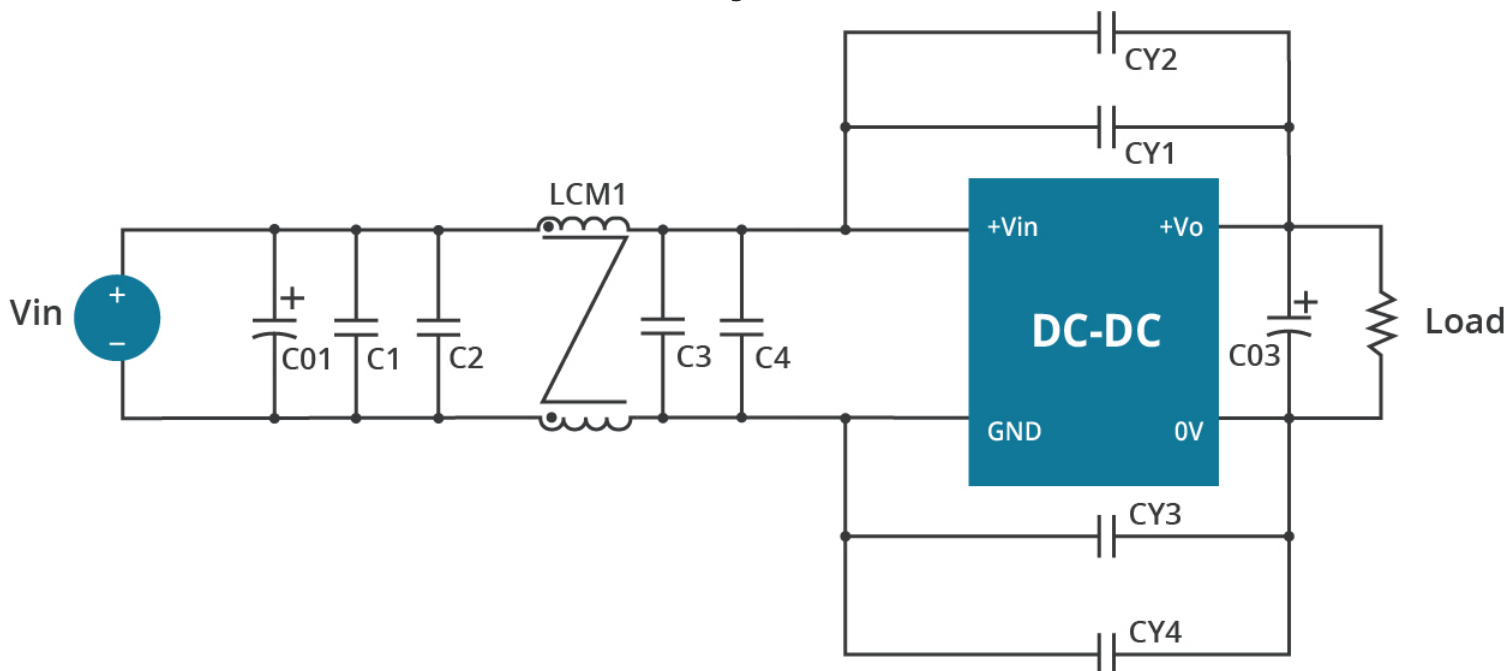 CY2
CY1
LCM1
+Vin
+Vo
+
Vin
+
−
C01
C1
C2
C3
C4
DC-DC
+
C03
Load
GND
0V
CY3
CY4